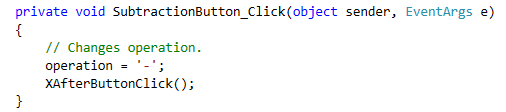 private void SubtractionButton_Click(object sender, EventArgs e)
{
    // Changes operation.
    operation = '-';
    XAfterButtonClick();
}